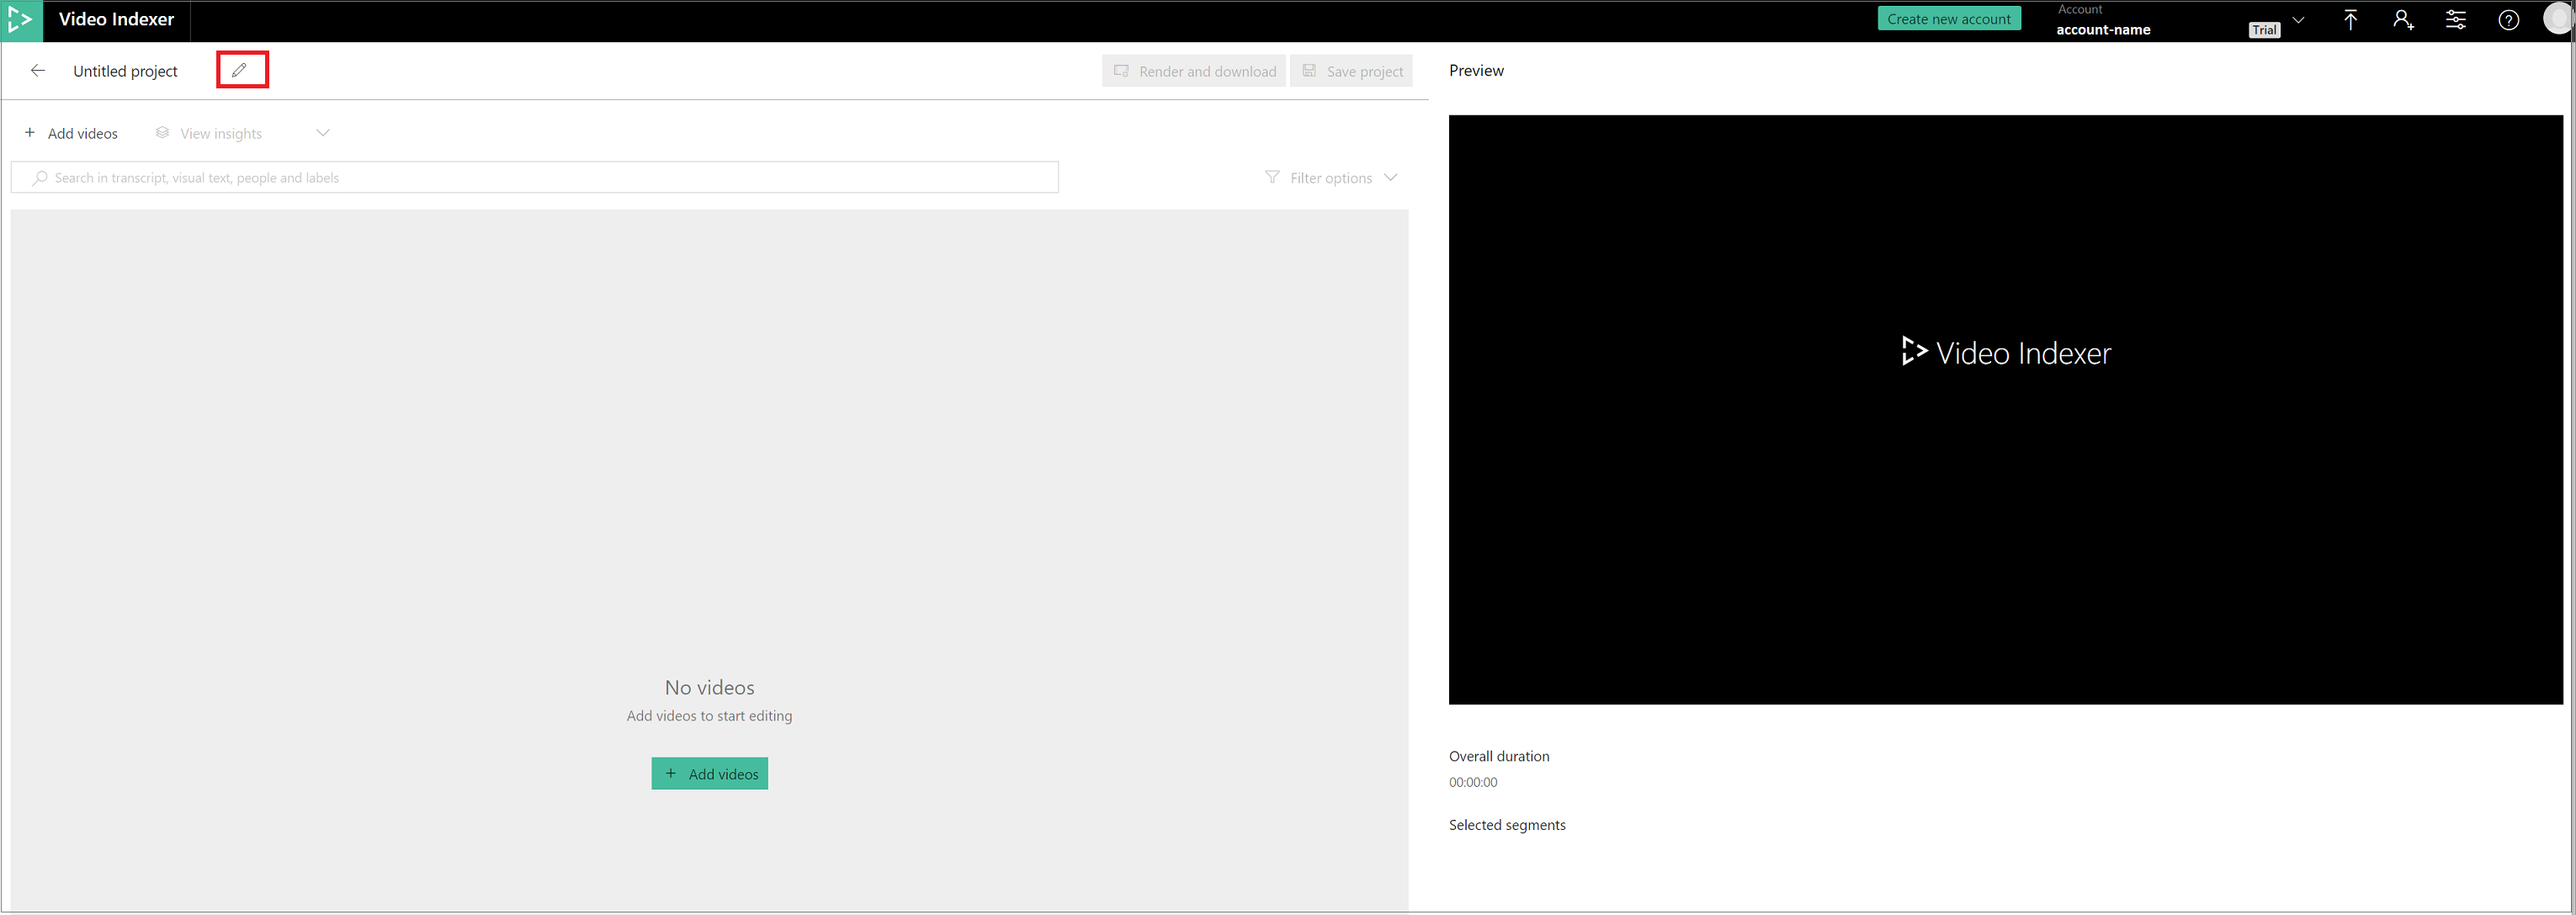 Video Indexer
Create new account
Account
account-name
Trial
Untitled project
Render and download
Save project
Preview
Add videos
View insights
Search in transcript, visual text, people and labels
Filter options
Video Indexer
No videos
Add videos to start editing
Add videos
Overall duration
00:00:00
Selected segments